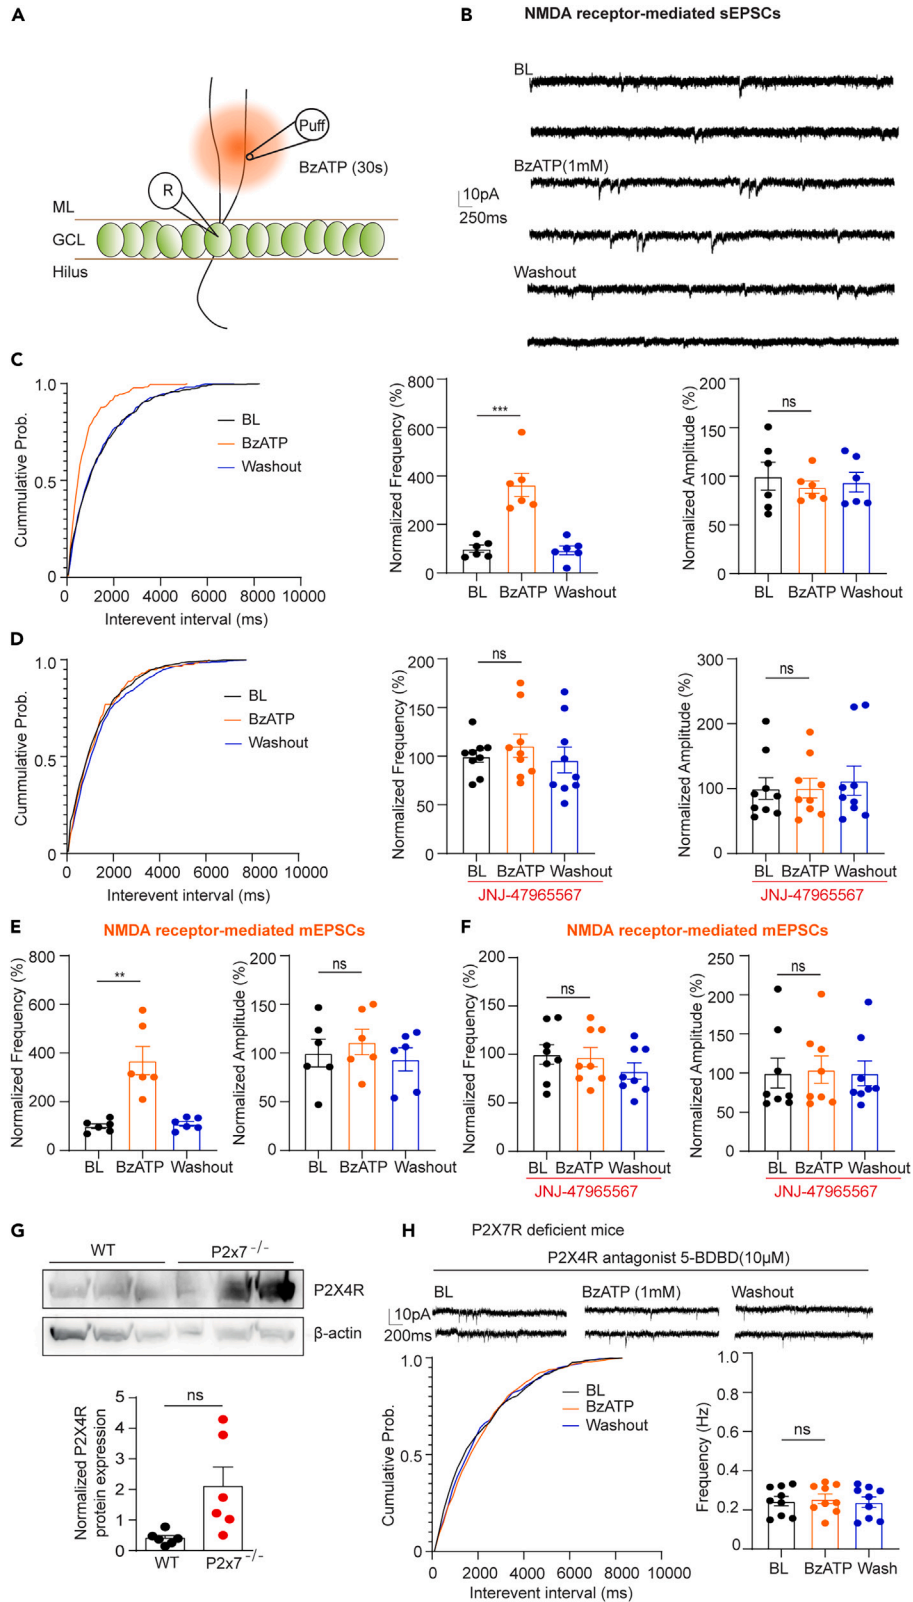 A
Puff
BzATP (30s)
R
ML
GCL
Hilus
B
NMDA receptor-mediated sEPSCs
BL
BzATP(1mM)
10pA
250ms
Washout
C
Cummulative Prob.
1.0
0.5
0
0 2000 4000 6000 8000 10000
Interevent interval (ms)
BL
BzATP
Washout
Normalized Frequency (%)
800
600
400
200
0
***
BL BzATP Washout
Normalized Amplitude (%)
200
150
100
50
0
ns
BL BzATP Washout
D
Cummulative Prob.
1.0
0.5
0
0 2000 4000 6000 8000 10000
Interevent interval (ms)
BL
BzATP
Washout
Normalized Frequency (%)
200
150
100
50
0
ns
BL BzATP Washout
JNJ-47965567
Normalized Amplitude (%)
300
200
100
0
ns
BL BzATP Washout
JNJ-47965567
E
NMDA receptor-mediated mEPSCs
Normalized Frequency (%)
800
600
400
200
0
**
BL BzATP Washout
Normalized Amplitude (%)
200
150
100
50
0
ns
BL BzATP Washout
F
NMDA receptor-mediated mEPSCs
Normalized Frequency (%)
200
150
100
50
0
ns
BL BzATP Washout
JNJ-47965567
Normalized Amplitude (%)
250
200
150
100
50
0
ns
BL BzATP Washout
JNJ-47965567
G
WT P2x7 -/-
P2X4R
β-actin
Normalized P2X4R
protein expression
5
4
3
2
1
0
ns
WT P2x7 -/-
H
P2X7R deficient mice
P2X4R antagonist 5-BDBD(10µM)
BL BzATP (1mM) Washout
10pA
200ms
Cumulative Prob.
1.0
0.5
0
0 2000 4000 6000 8000 10000
Interevent interval (ms)
BL
BzATP
Washout
Frequency (Hz)
1.0
0.8
0.6
0.4
0.2
0.0
ns
BL BzATP Wash